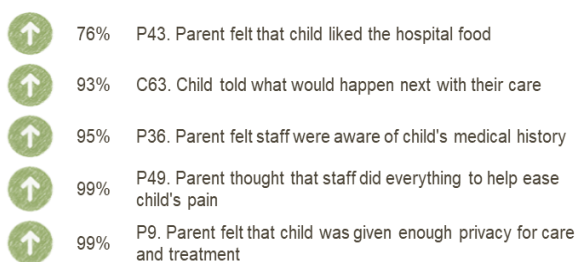 76% P43. Parent felt that child liked the hospital food
93% C63. Child told what would happen next with their care
95% P36. Parent felt staff were aware of child's medical history
99% P49. Parent thought that staff did everything to help ease
child's pain
99% P9. Parent felt that child was given enough privacy for care
and treatment